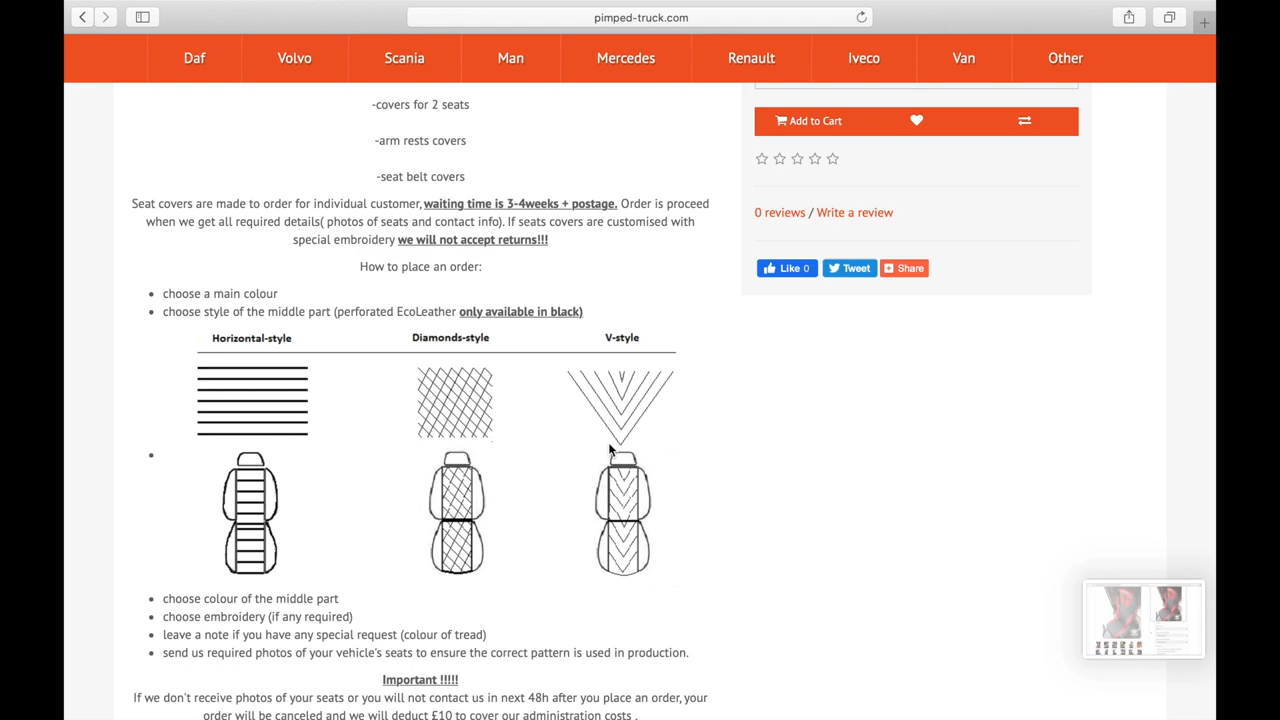 pimped-truck.com
Daf Volvo Scania Man Mercedes Renault Iveco Van Other
-covers for 2 seats
-arm rests covers
-seat belt covers
Seat covers are made to order for individual customer, waiting time is 3-4weeks + postage. Order is proceed
when we get all required details( photos of seats and contact info). If seats covers are customised with
special embroidery we will not accept returns!!!
How to place an order:
choose a main colour
choose style of the middle part (perforated EcoLeather only available in black)
Horizontal-style Diamonds-style V-style
choose colour of the middle part
choose embroidery (if any required)
leave a note if you have any special request (colour of tread)
send us required photos of your vehicle's seats to ensure the correct pattern is used in production.
Important !!!!!
If we don't receive photos of your seats or you will not contact us in next 48h after you place an order, your
order will be canceled and we will deduct £10 to cover our administration costs .
Add to Cart
0 reviews / Write a review
Like 0 Tweet Share